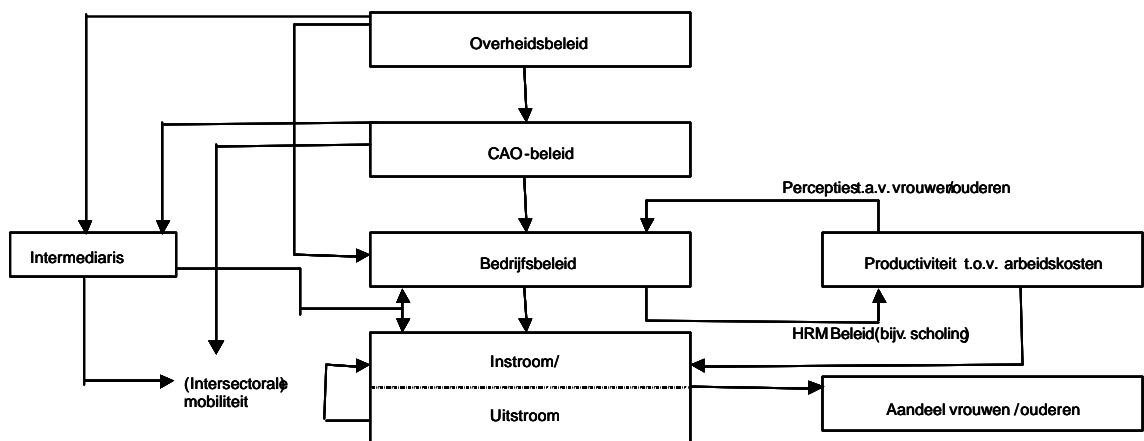 Overheidsbeleid
CAO-beleid
Percepties t.a.v. vrouwen/ouderen
Intermediaris
Bedrijfsbeleid
Productiviteit t.o.v. arbeidskosten
HRM Beleid (bijv. scholing)
(Intersectorale)
mobiliteit
Instroom/
Uitstroom
Aandeel vrouwen / ouderen